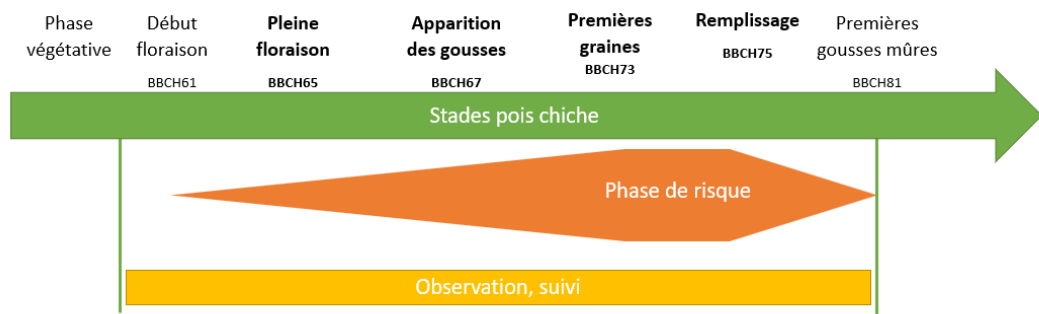 Phase
végétative
Début
floraison
BBCH61
Pleine
floraison
BBCH65
Apparition
des gousses
BBCH67
Premières
graines
BBCH73
Remplissage
BBCH75
Premières
gousses mûres
BBCH81
Stades pois chiche
Phase de risque
Observation, suivi